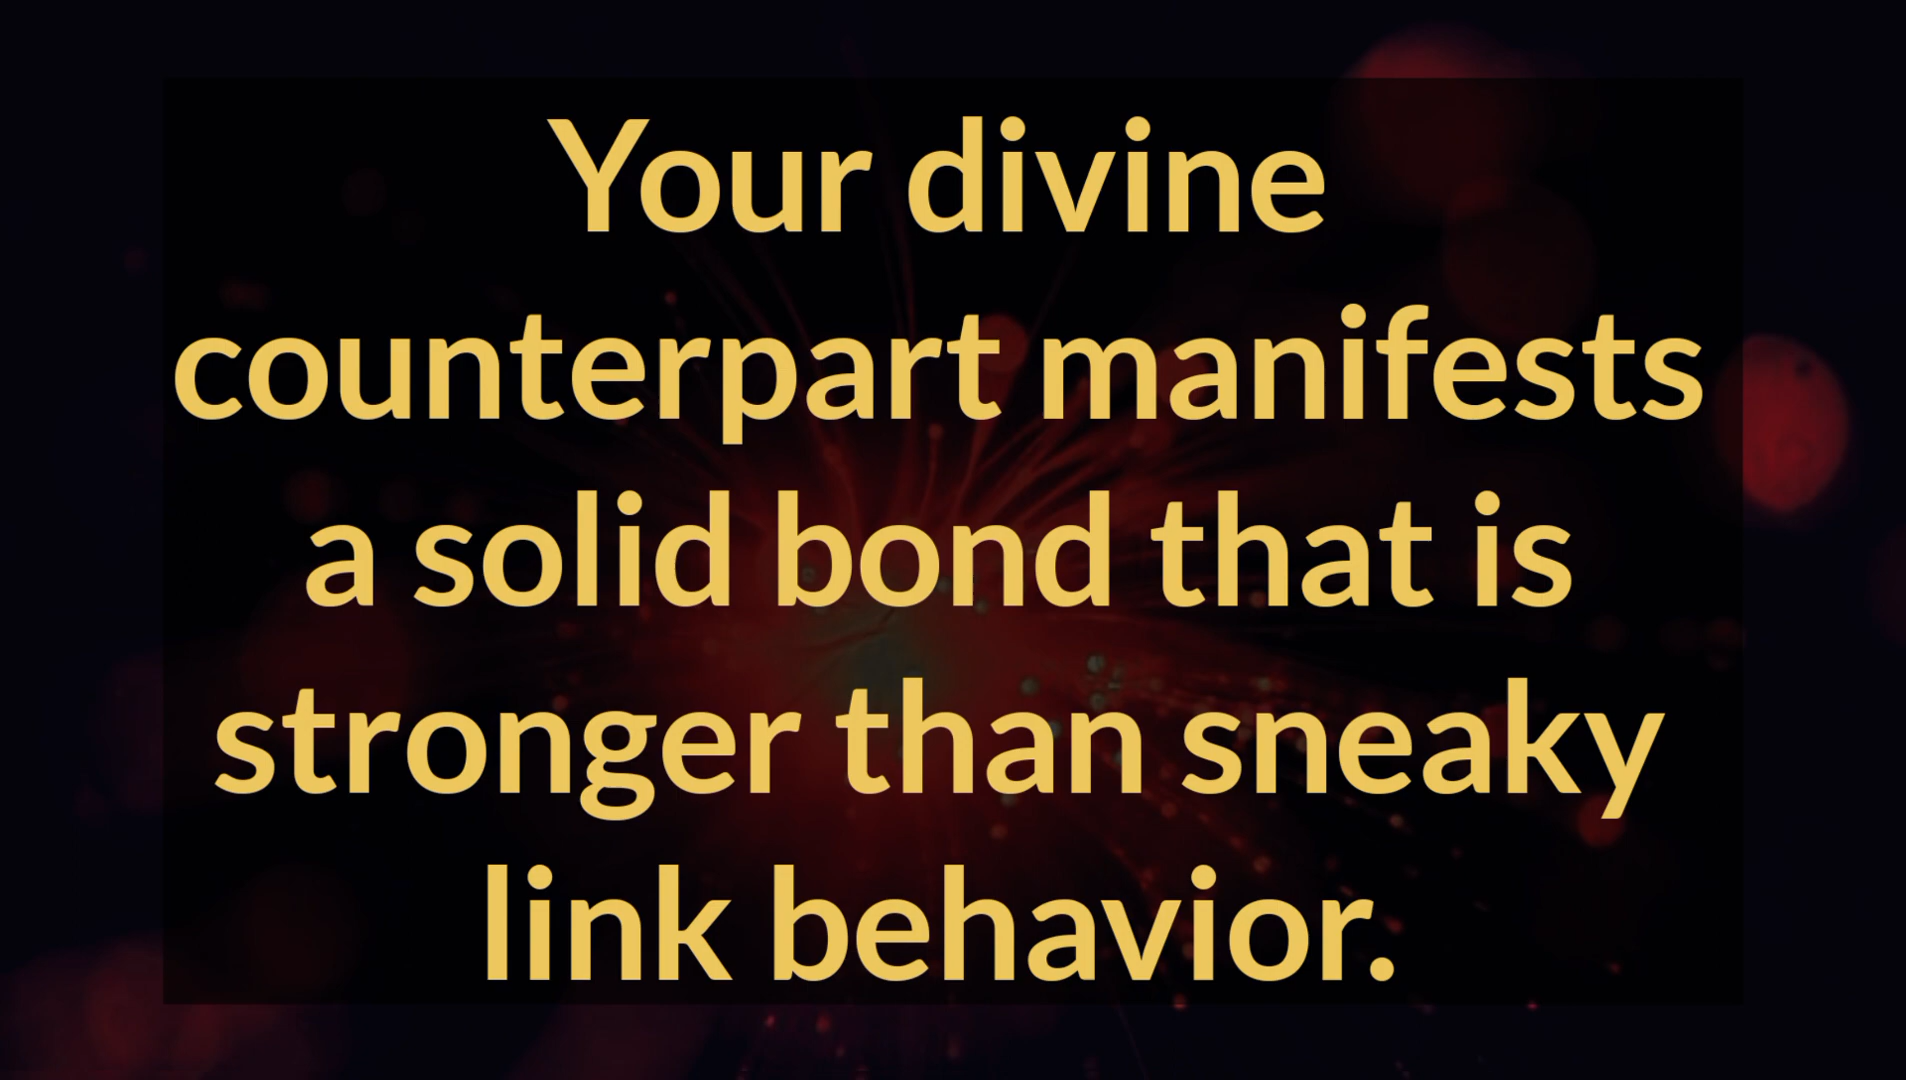 Your divine
counterpart manifests
a solid bond that is
stronger than sneaky
link behavior.